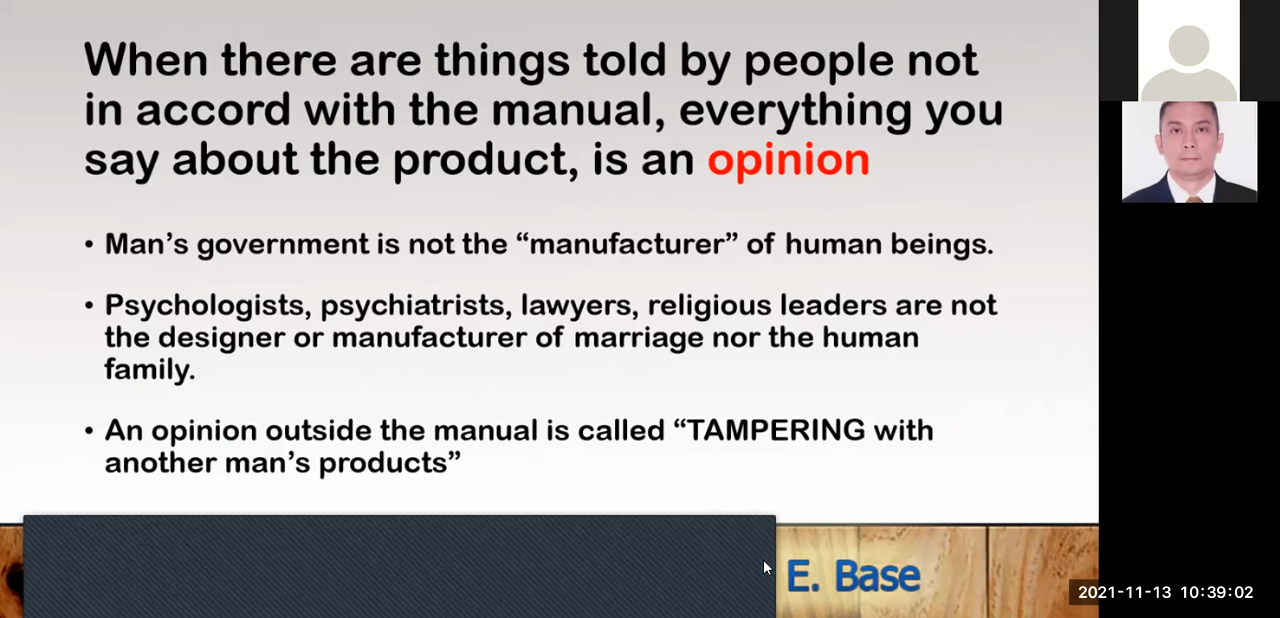 When there are things told by people not
in accord with the manual, everything you
say about the product, is an opinion
• Man’s government is not the “manufacturer” of human beings.
• Psychologists, psychiatrists, lawyers, religious leaders are not
the designer or manufacturer of marriage nor the human
family.
• An opinion outside the manual is called “TAMPERING with
another man’s products”
E. Base
2021-11-13 10:39:02